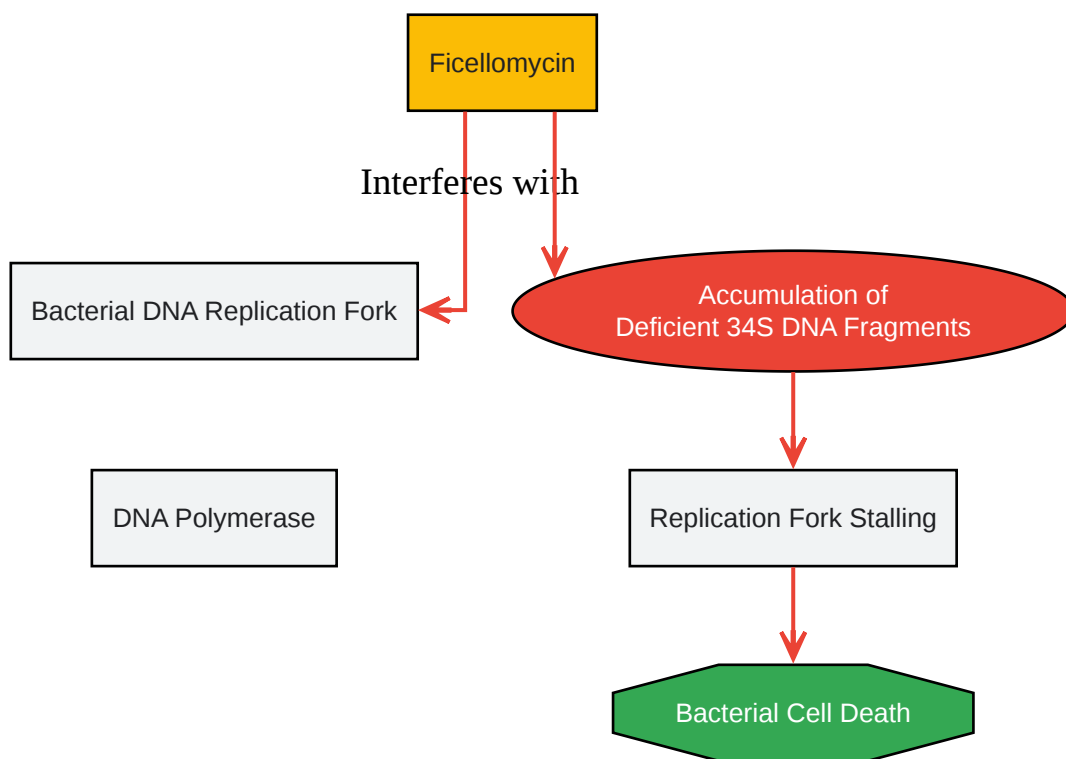 Ficellomycin
Interferes with
Bacterial DNA Replication Fork
Accumulation of
Deficient 34S DNA Fragments
DNA Polymerase
Replication Fork Stalling
Bacterial Cell Death